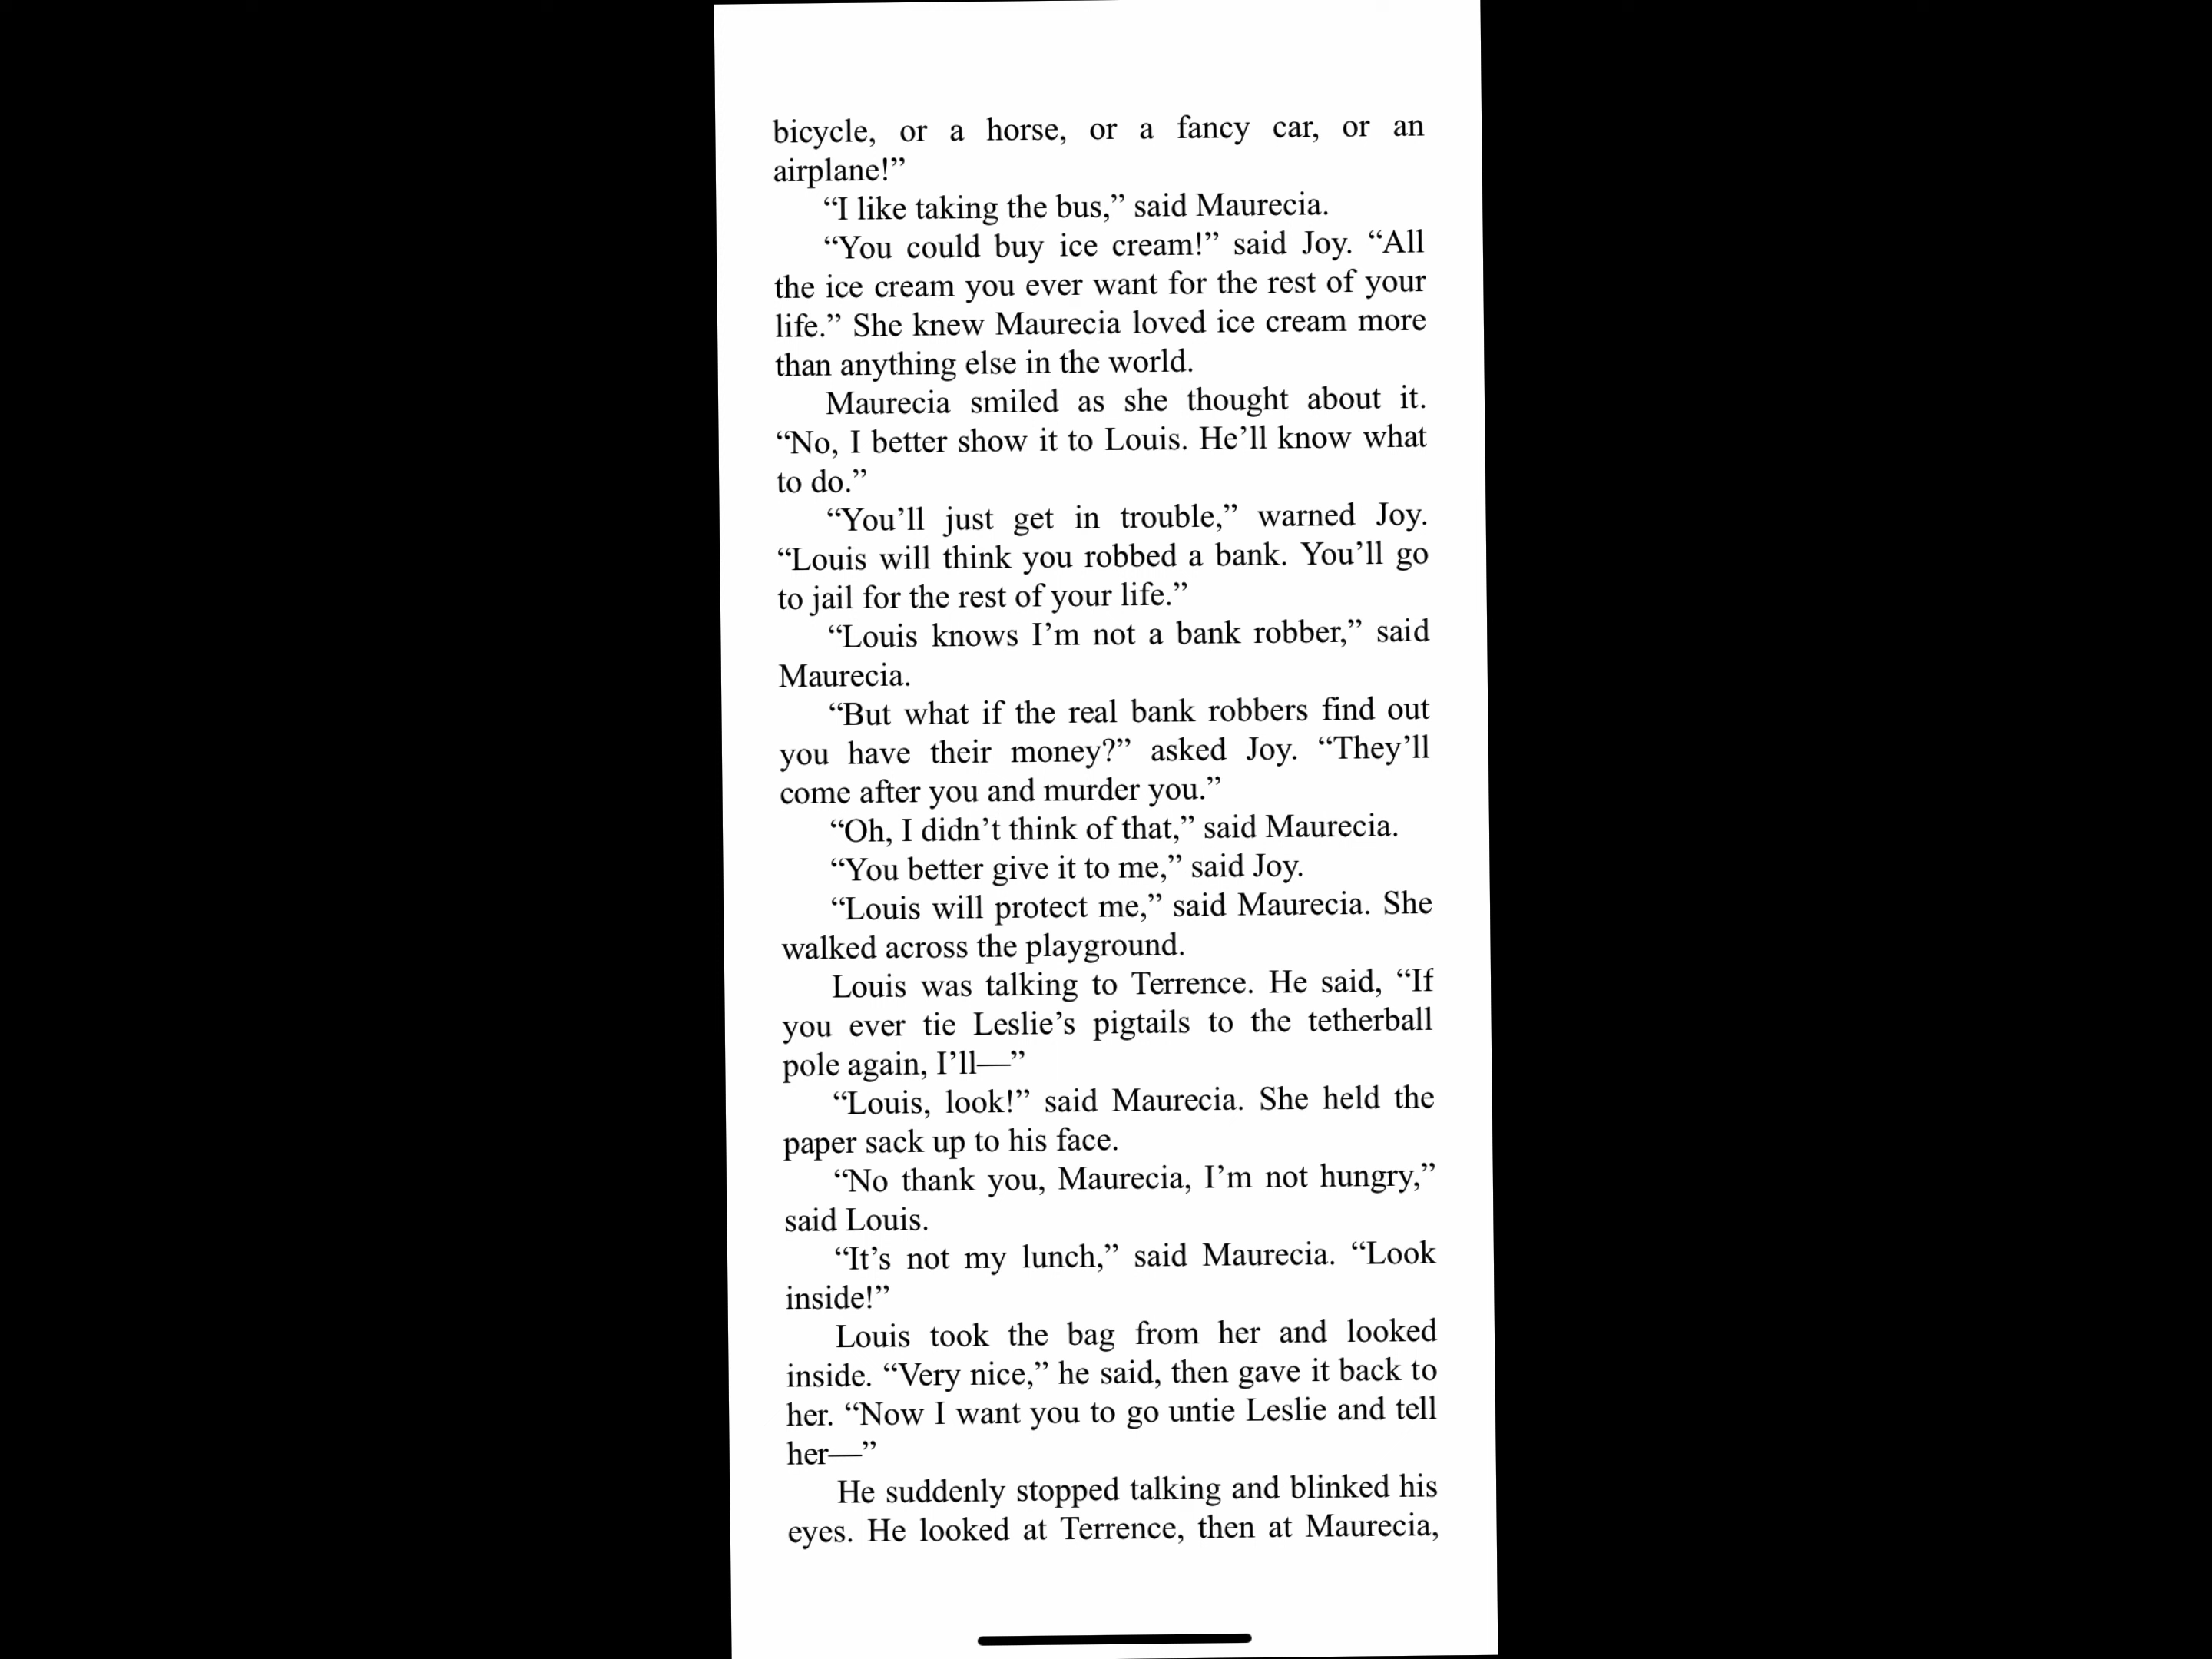 bicycle, or a horse, or a fancy car, or an
airplane!”
“I like taking the bus,” said Maurecia.
“You could buy ice cream!” said Joy. “All
the ice cream you ever want for the rest of your
life.” She knew Maurecia loved ice cream more
than anything else in the world.
Maurecia smiled as she thought about it.
“No, I better show it to Louis. He’ll know what
to do.”
“You’ll just get in trouble,” warned Joy.
“Louis will think you robbed a bank. You’ll go
to jail for the rest of your life.”
“Louis knows I’m not a bank robber,” said
Maurecia.
“But what if the real bank robbers find out
you have their money?” asked Joy. “They’ll
come after you and murder you.”
“Oh, I didn’t think of that,” said Maurecia.
“You better give it to me,” said Joy.
“Louis will protect me,” said Maurecia. She
walked across the playground.
Louis was talking to Terrence. He said, “If
you ever tie Leslie’s pigtails to the tetherball
pole again, I’ll—”
“Louis, look!” said Maurecia. She held the
paper sack up to his face.
“No thank you, Maurecia, I’m not hungry,”
said Louis.
“It’s not my lunch,” said Maurecia. “Look
inside!”
Louis took the bag from her and looked
inside. “Very nice,” he said, then gave it back to
her. “Now I want you to go untie Leslie and tell
her—”
He suddenly stopped talking and blinked his
eyes. He looked at Terrence, then at Maurecia,